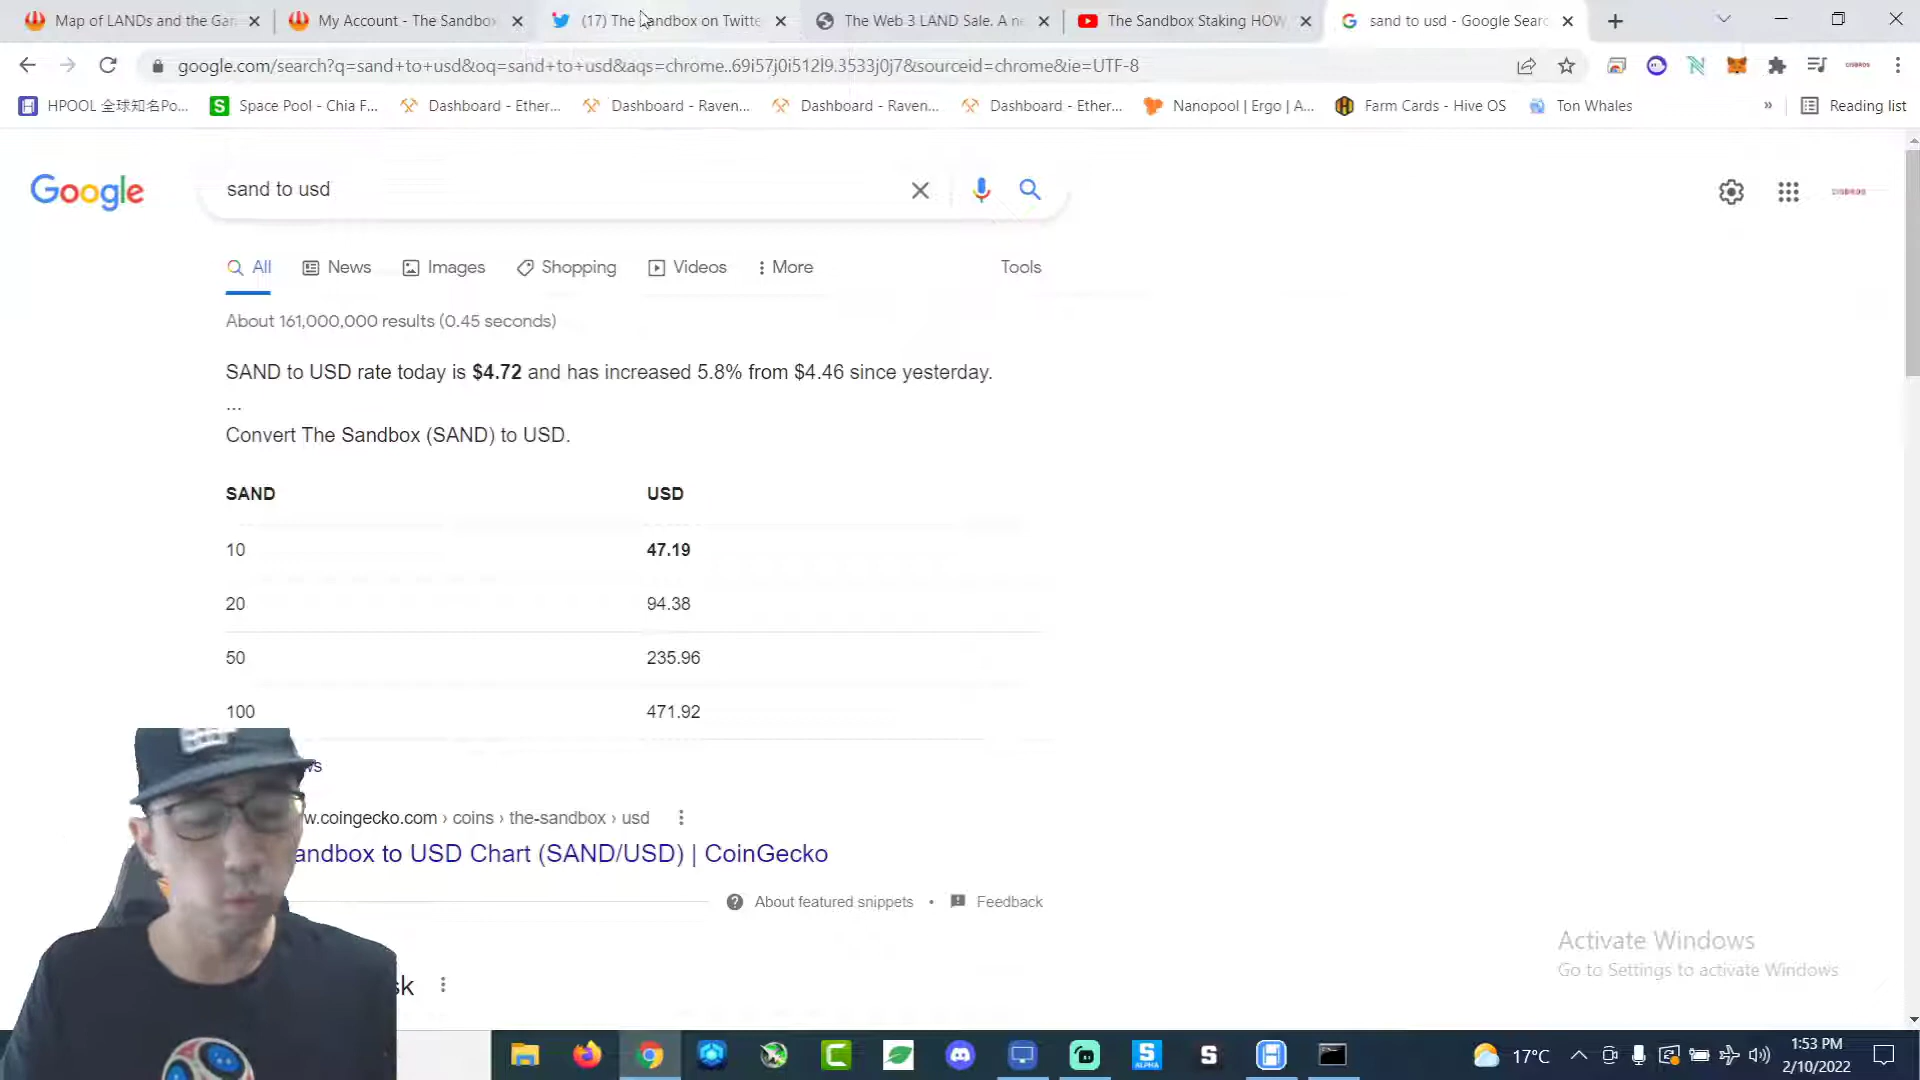 Map of LANDs and the Gam
My Account - The Sandbox
(17) The Sandbox on Twitte
The Web 3 LAND Sale. A ne
The Sandbox Staking HOW
sand to usd - Google Searc
google.com/search?q=sand+to+usd&oq=sand+to+usd&aqs=chrome..69i57j0i512l9.3533j0j7&sourceid=chrome&ie=UTF-8
HPOOL 全球知名Po...
Space Pool - Chia F...
Dashboard - Ether...
Dashboard - Raven...
Dashboard - Raven...
Dashboard - Ether...
Nanopool | Ergo | A...
Farm Cards - Hive OS
Ton Whales
»
Reading list
Google
sand to usd
All
News
Images
Shopping
Videos
More
Tools
About 161,000,000 results (0.45 seconds)
SAND to USD rate today is $4.72 and has increased 5.8% from $4.46 since yesterday.
...
Convert The Sandbox (SAND) to USD.
SAND USD
10 47.19
20 94.38
50 235.96
100 471.92
ws
w.coingecko.com › coins › the-sandbox › usd
andbox to USD Chart (SAND/USD) | CoinGecko
About featured snippets • Feedback
sk
Activate Windows
Go to Settings to activate Windows
ALPHA
17°C
1:53 PM
2/10/2022